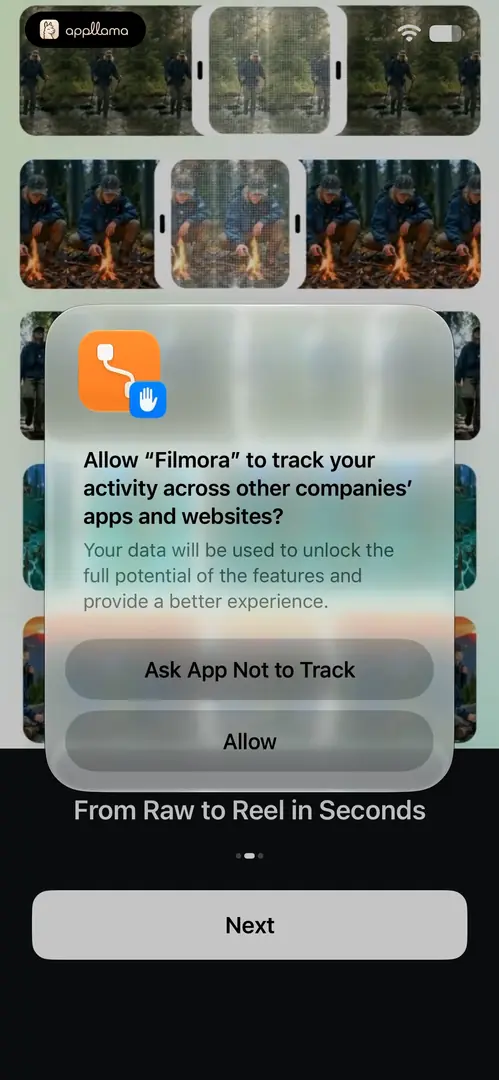 appllama
Allow “Filmora” to track your
activity across other companies’
apps and websites?
Your data will be used to unlock the
full potential of the features and
provide a better experience.
Ask App Not to Track
Allow
From Raw to Reel in Seconds
Next